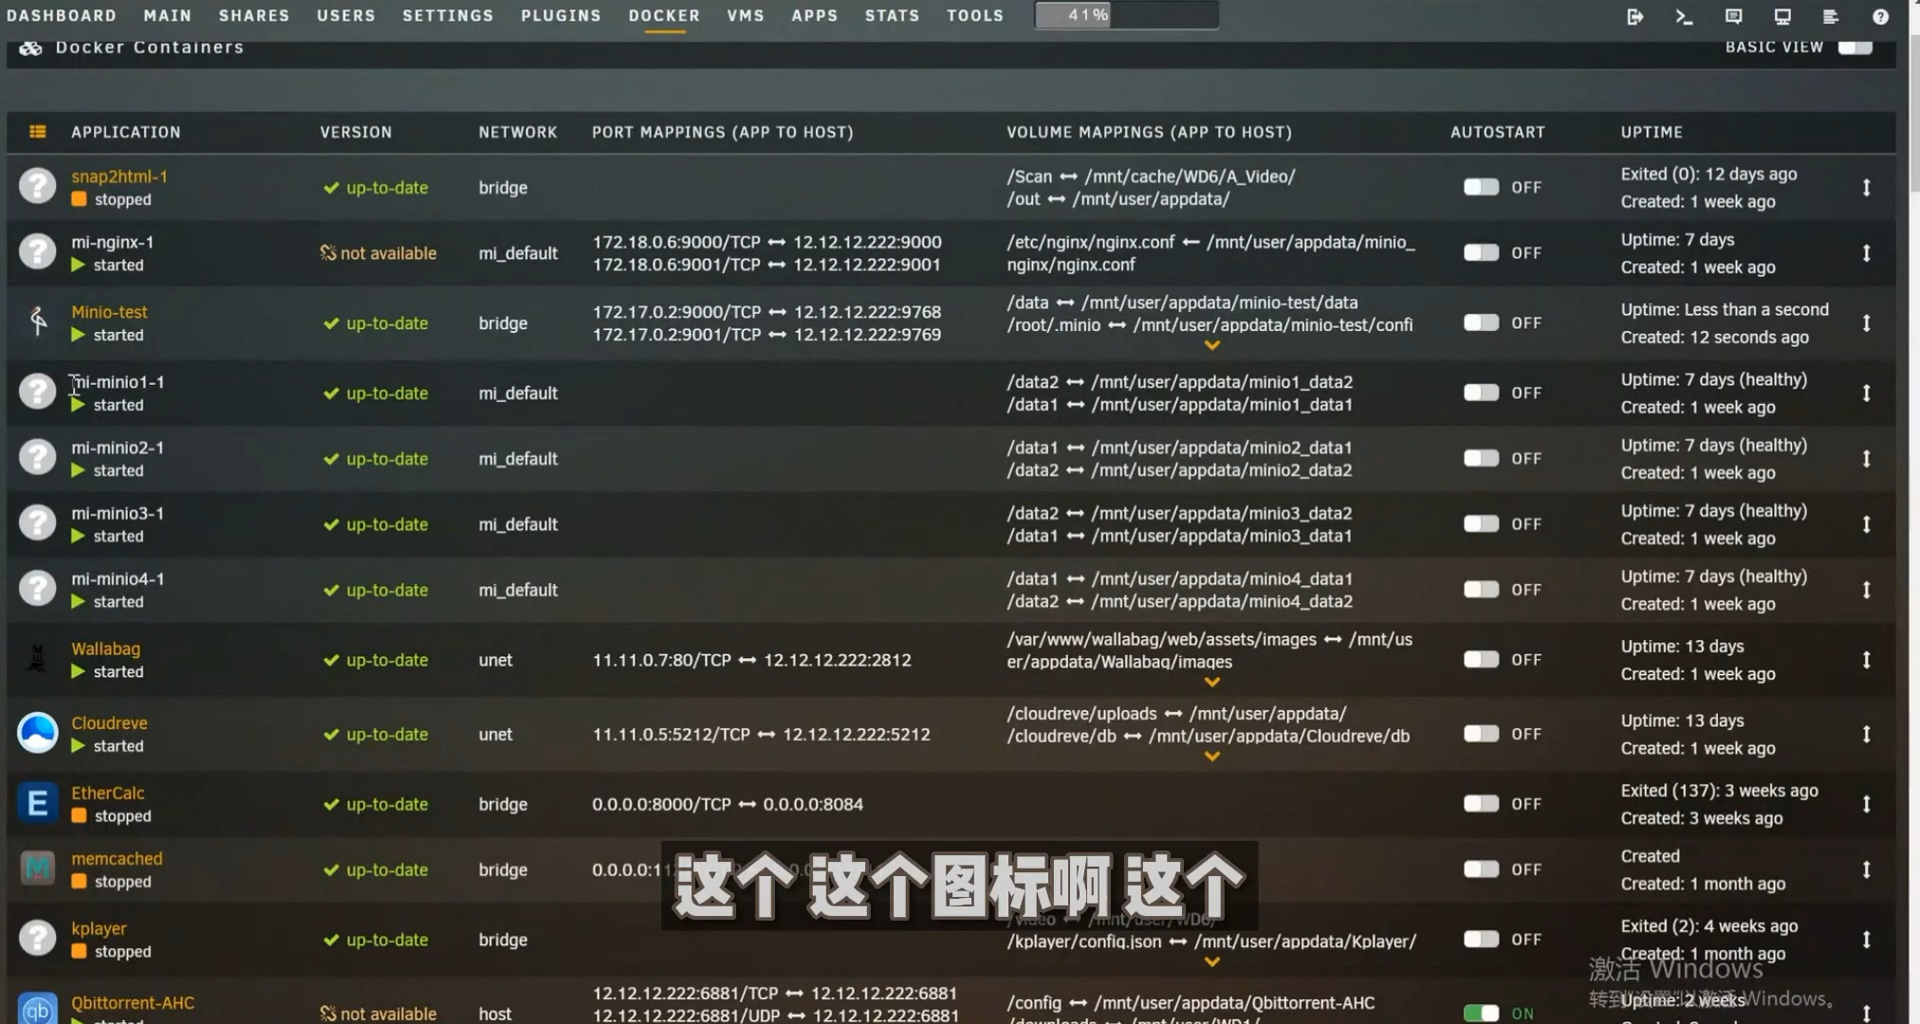 DASHBOARD MAIN SHARES USERS SETTINGS PLUGINS DOCKER VMS APPS STATS TOOLS 41%
Docker Containers BASIC VIEW
APPLICATION VERSION NETWORK PORT MAPPINGS (APP TO HOST) VOLUME MAPPINGS (APP TO HOST) AUTOSTART UPTIME
snap2html-1
stopped
up-to-date
bridge
/Scan ↔ /mnt/cache/WD6/A_Video/
/out ↔ /mnt/user/appdata/
OFF
Exited (0): 12 days ago
Created: 1 week ago
mi-nginx-1
started
not available
mi_default
172.18.0.6:9000/TCP ↔ 12.12.12.222:9000
172.18.0.6:9001/TCP ↔ 12.12.12.222:9001
/etc/nginx/nginx.conf ← /mnt/user/appdata/minio_
nginx/nginx.conf
OFF
Uptime: 7 days
Created: 1 week ago
Minio-test
started
up-to-date
bridge
172.17.0.2:9000/TCP ↔ 12.12.12.222:9768
172.17.0.2:9001/TCP ↔ 12.12.12.222:9769
/data ↔ /mnt/user/appdata/minio-test/data
/root/.minio ↔ /mnt/user/appdata/minio-test/confi
OFF
Uptime: Less than a second
Created: 12 seconds ago
mi-minio1-1
started
up-to-date
mi_default
/data2 ↔ /mnt/user/appdata/minio1_data2
/data1 ↔ /mnt/user/appdata/minio1_data1
OFF
Uptime: 7 days (healthy)
Created: 1 week ago
mi-minio2-1
started
up-to-date
mi_default
/data1 ↔ /mnt/user/appdata/minio2_data1
/data2 ↔ /mnt/user/appdata/minio2_data2
OFF
Uptime: 7 days (healthy)
Created: 1 week ago
mi-minio3-1
started
up-to-date
mi_default
/data2 ↔ /mnt/user/appdata/minio3_data2
/data1 ↔ /mnt/user/appdata/minio3_data1
OFF
Uptime: 7 days (healthy)
Created: 1 week ago
mi-minio4-1
started
up-to-date
mi_default
/data1 ↔ /mnt/user/appdata/minio4_data1
/data2 ↔ /mnt/user/appdata/minio4_data2
OFF
Uptime: 7 days (healthy)
Created: 1 week ago
Wallabag
started
up-to-date
unet
11.11.0.7:80/TCP ↔ 12.12.12.222:2812
/var/www/wallabag/web/assets/images ↔ /mnt/us
er/appdata/Wallabag/images
OFF
Uptime: 13 days
Created: 1 week ago
Cloudreve
started
up-to-date
unet
11.11.0.5:5212/TCP ↔ 12.12.12.222:5212
/cloudreve/uploads ↔ /mnt/user/appdata/
/cloudreve/db ↔ /mnt/user/appdata/Cloudreve/db
OFF
Uptime: 13 days
Created: 1 week ago
E
EtherCalc
stopped
up-to-date
bridge
0.0.0.0:8000/TCP ↔ 0.0.0.0:8084
OFF
Exited (137): 3 weeks ago
Created: 3 weeks ago
M
memcached
stopped
up-to-date
bridge
OFF
Created
Created: 1 month ago
这个 这个图标啊 这个
kplayer
stopped
up-to-date
bridge
/video ↔ /mnt/user/WD6/
/kplayer/config.json ↔ /mnt/user/appdata/Kplayer/
OFF
Exited (2): 4 weeks ago
Created: 1 month ago
qb
Qbittorrent-AHC
not available
host
12.12.12.222:6881/TCP ↔ 12.12.12.222:6881
12.12.12.222:6881/UDP ↔ 12.12.12.222:6881
/config ↔ /mnt/user/appdata/Qbittorrent-AHC
ON
Uptime: 2 weeks
激活 Windows
转到"设置"以激活 Windows。